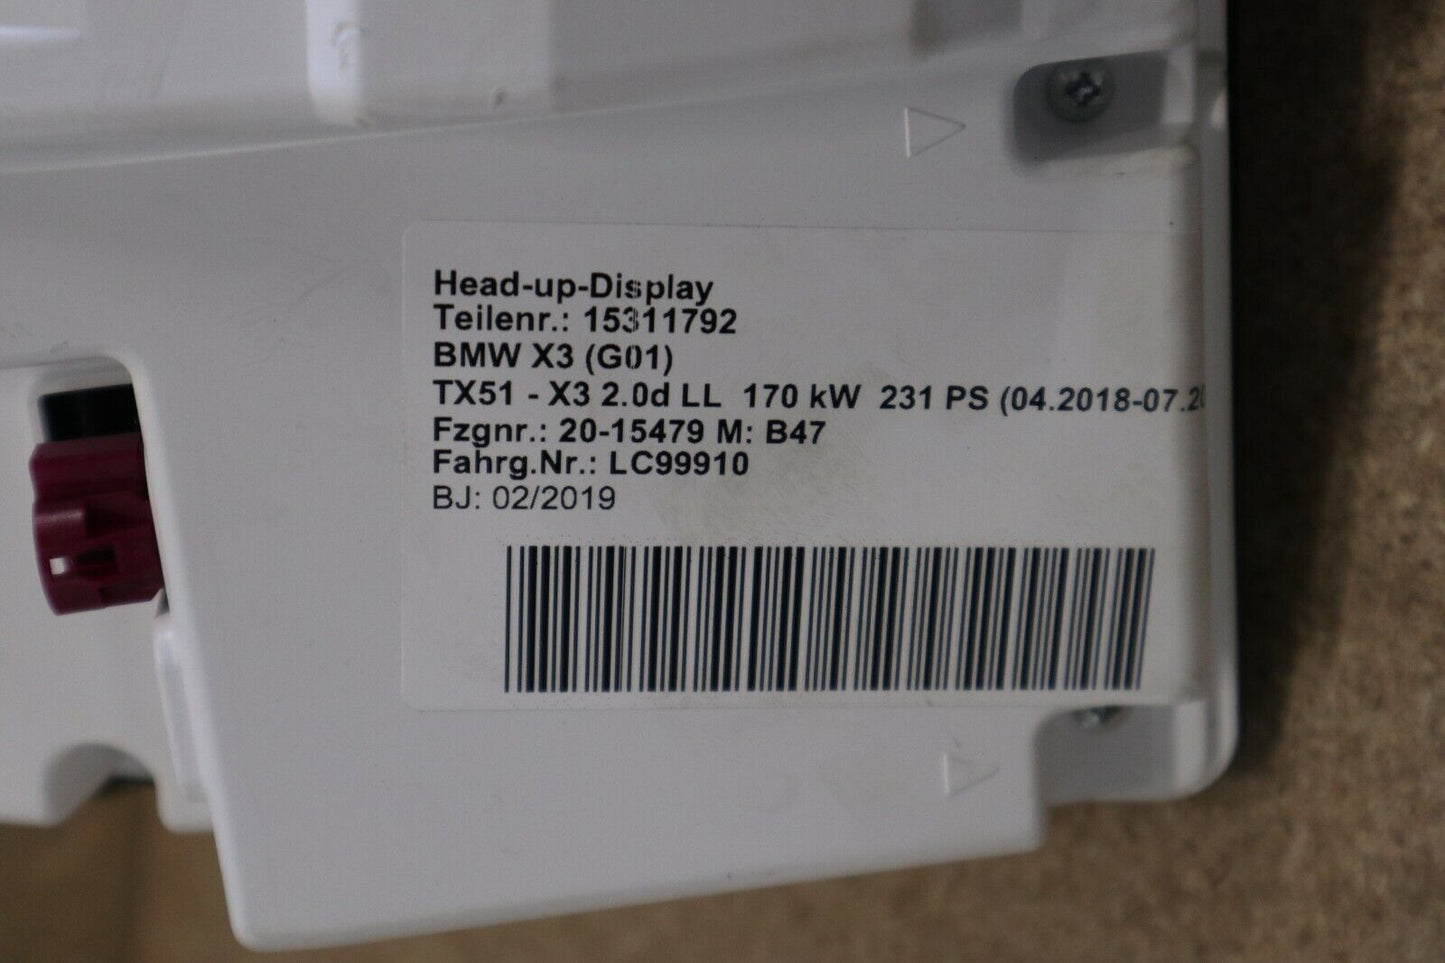 Head-up-Display
Teilenr.: 15311792
BMW X3 (G01)
TX51 - X3 2.0d LL 170 kW 231 PS (04.2018-07.20
Fzgnr.: 20-15479 M: B47
Fahrg.Nr.: LC99910
BJ: 02/2019